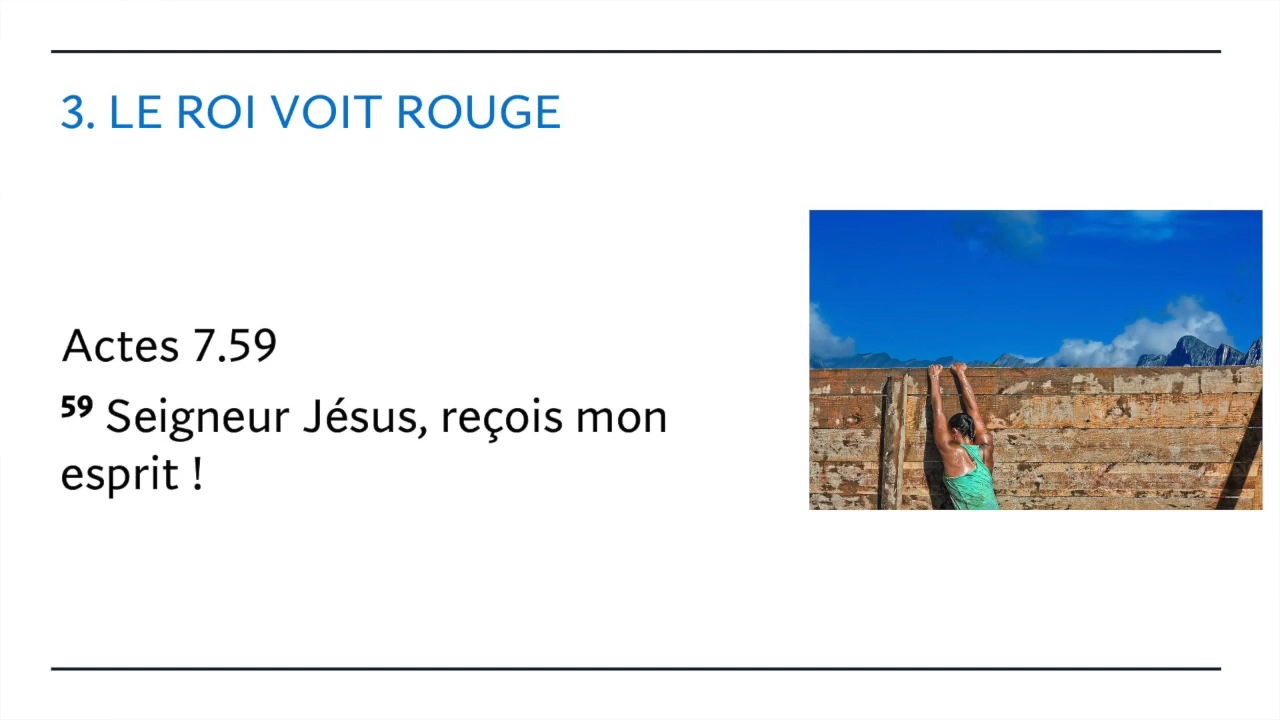 3. LE ROI VOIT ROUGE
Actes 7.59
59 Seigneur Jésus, reçois mon
esprit !